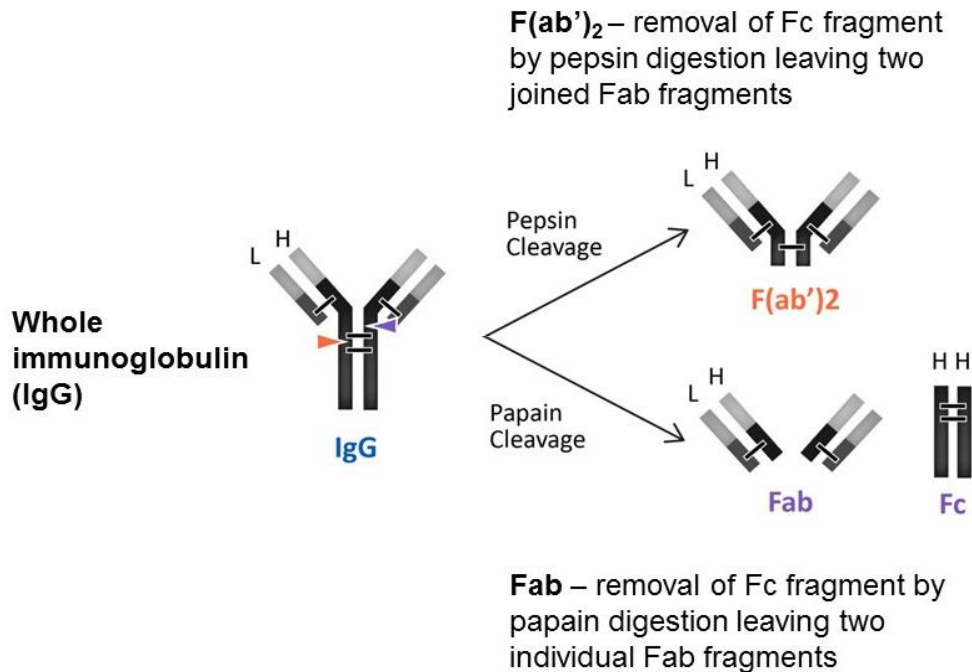 F(ab’)₂ – removal of Fc fragment
by pepsin digestion leaving two
joined Fab fragments
H
L
Pepsin
Cleavage
F(ab’)2
H
L
Whole
immunoglobulin
(IgG)
IgG
Papain
Cleavage
H
L
Fab
H H
Fc
Fab – removal of Fc fragment by
papain digestion leaving two
individual Fab fragments